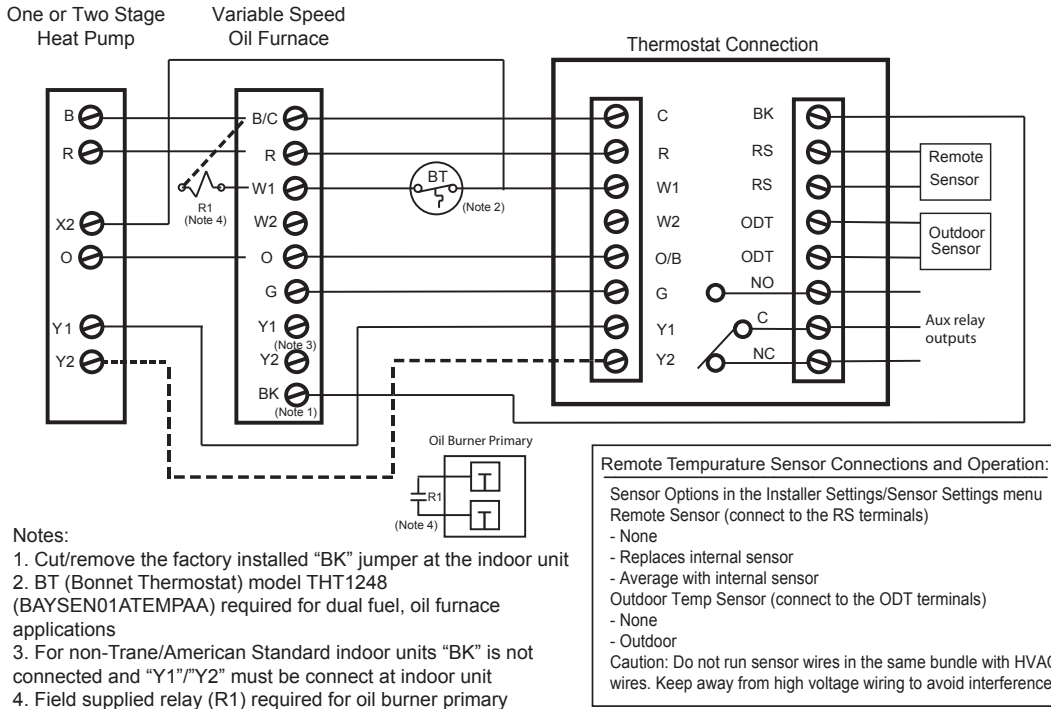 One or Two Stage
Heat Pump
Variable Speed
Oil Furnace
Thermostat Connection
B
R
X2
O
Y1
Y2
B/C
R
W1
W2
O
G
Y1
(Note 3)
Y2
BK
(Note 1)
R1
(Note 4)
BT
(Note 2)
C
R
W1
W2
O/B
G
Y1
Y2
BK
RS
RS
ODT
ODT
NO
C
NC
Remote
Sensor
Outdoor
Sensor
Aux relay
outputs
Oil Burner Primary
R1
(Note 4)
T
T
Notes:
1. Cut/remove the factory installed “BK” jumper at the indoor unit
2. BT (Bonnet Thermostat) model THT1248
(BAYSEN01ATEMPAA) required for dual fuel, oil furnace
applications
3. For non-Trane/American Standard indoor units “BK” is not
connected and “Y1”/”Y2” must be connect at indoor unit
4. Field supplied relay (R1) required for oil burner primary
Remote Tempurature Sensor Connections and Operation:
Sensor Options in the Installer Settings/Sensor Settings menu
Remote Sensor (connect to the RS terminals)
- None
- Replaces internal sensor
- Average with internal sensor
Outdoor Temp Sensor (connect to the ODT terminals)
- None
- Outdoor
Caution: Do not run sensor wires in the same bundle with HVAC
wires. Keep away from high voltage wiring to avoid interference